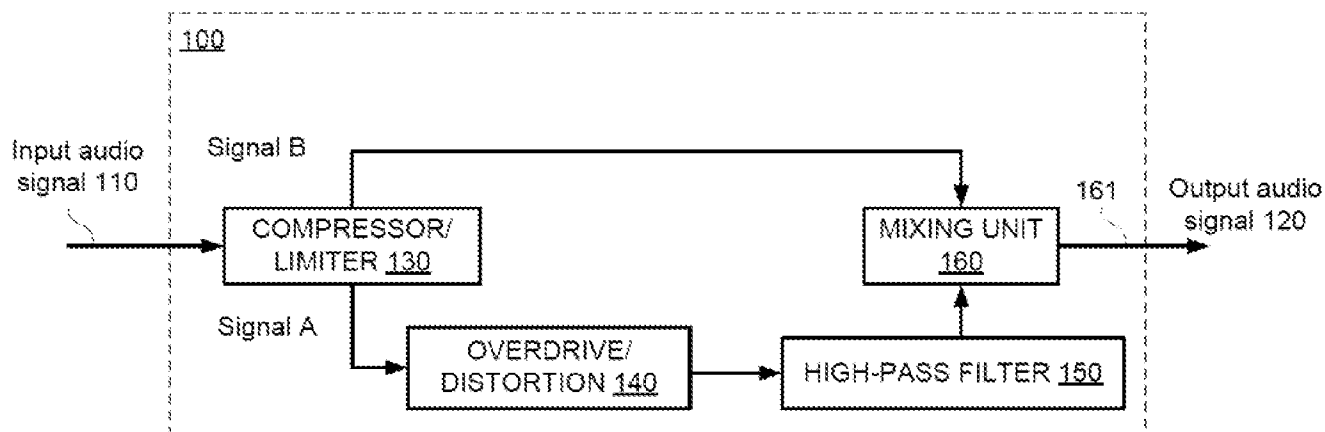 100
Signal B
Input audio
signal 110
161
Output audio
signal 120
COMPRESSOR/
LIMITER 130
MIXING UNIT
160
Signal A
OVERDRIVE/
DISTORTION 140
HIGH-PASS FILTER 150